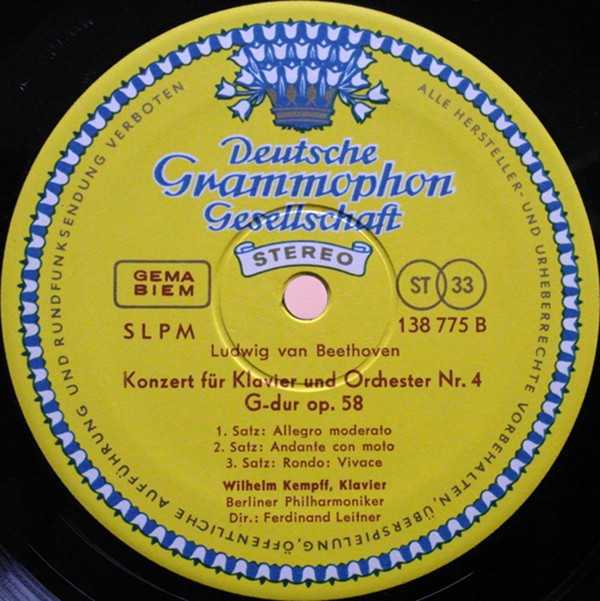 Deutsche
Grammophon
Gesellschaft
STEREO
GEMA
BIEM
ST 33
SLPM
138 775 B
Ludwig van Beethoven
Konzert für Klavier und Orchester Nr. 4
G-dur op. 58
1. Satz: Allegro moderato
2. Satz: Andante con moto
3. Satz: Rondo: Vivace
Wilhelm Kempff, Klavier
Berliner Philharmoniker
Dir.: Ferdinand Leitner
ALLE HERSTELLER- UND URHEBERRECHTE VORBEHALTEN, ÜBERSPIELUNG, ÖFFENTLICHE AUFFÜHRUNG UND RUNDFUNKSENDUNG VERBOTEN